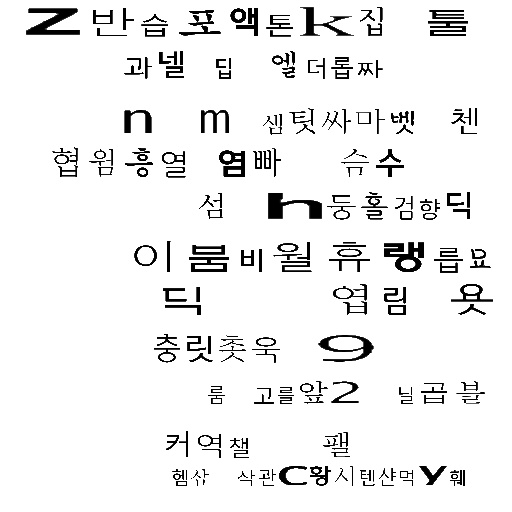 Z반습포액톤k집 툴
과넬 딥 엘더롭짜
n m 셈팃싸마벳 첸
협웜흥열 염빠 슴수
섬 h둥홀검향딕
이붐비월휴랭릅묘
딕 엽림 욧
충릿촛욱 9
룸 고를앞2 닐곱블
커역챌 팰
헴삯 삭관C황시텐샨먹y훼